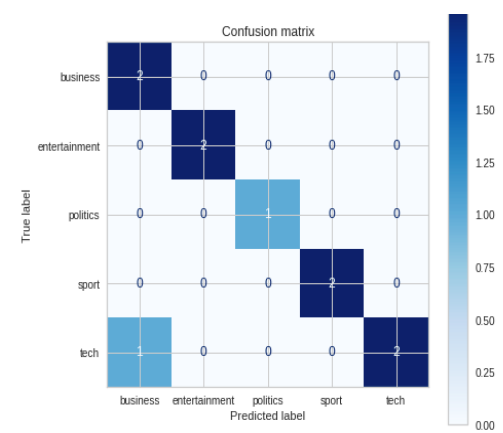 Confusion matrix
business 2 0 0 0 0
entertainment 0 2 0 0 0
politics 0 0 1 0 0
sport 0 0 0 2 0
tech 1 0 0 0 2
business entertainment politics sport tech
Predicted label
True label
1.75
1.50
1.25
1.00
0.75
0.50
0.25
0.00